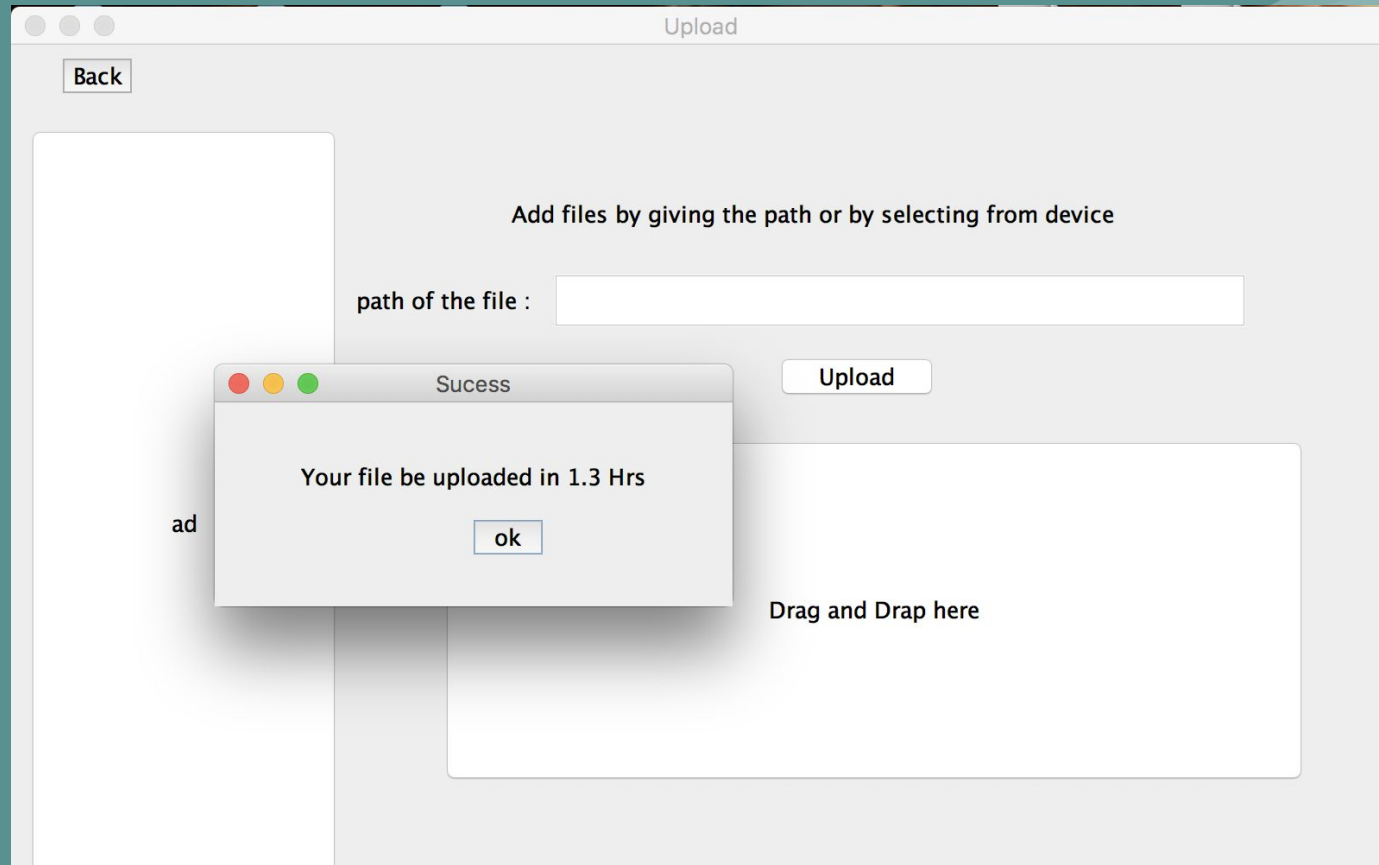 Upload
Back
Add files by giving the path or by selecting from device
path of the file :
Upload
Sucess
Your file be uploaded in 1.3 Hrs
ok
ad
Drag and Drap here